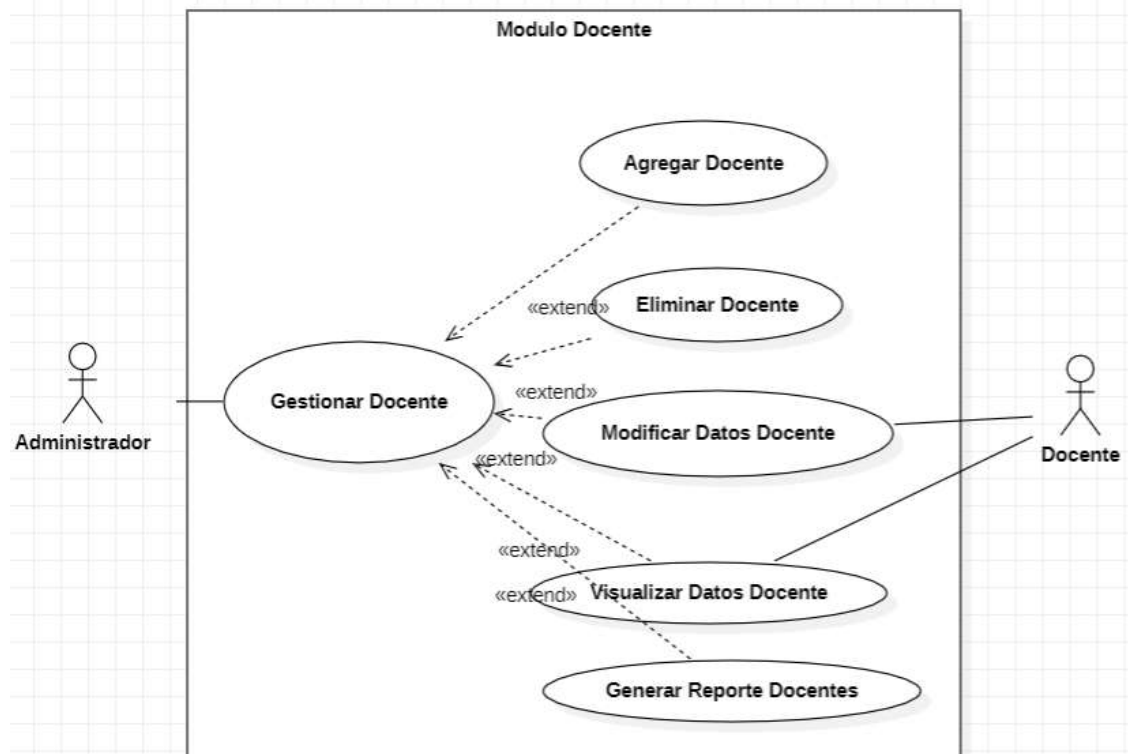 Modulo Docente
Agregar Docente
«extend»
Eliminar Docente
«extend»
Gestionar Docente
Modificar Datos Docente
Administrador
Docente
«extend»
«extend»
«extend»
Visualizar Datos Docente
Generar Reporte Docentes